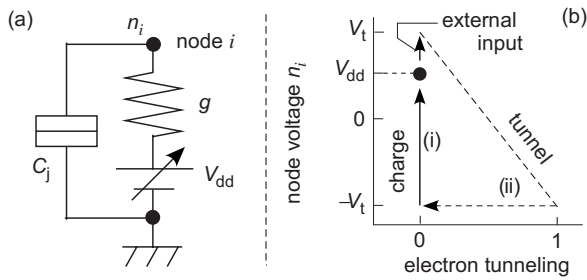 (a)
n_i
node i
g
C_j
V_dd
(b)
node voltage n_i
V_t
V_dd
0
–V_t
external
input
charge
(i)
tunnel
(ii)
0
1
electron tunneling